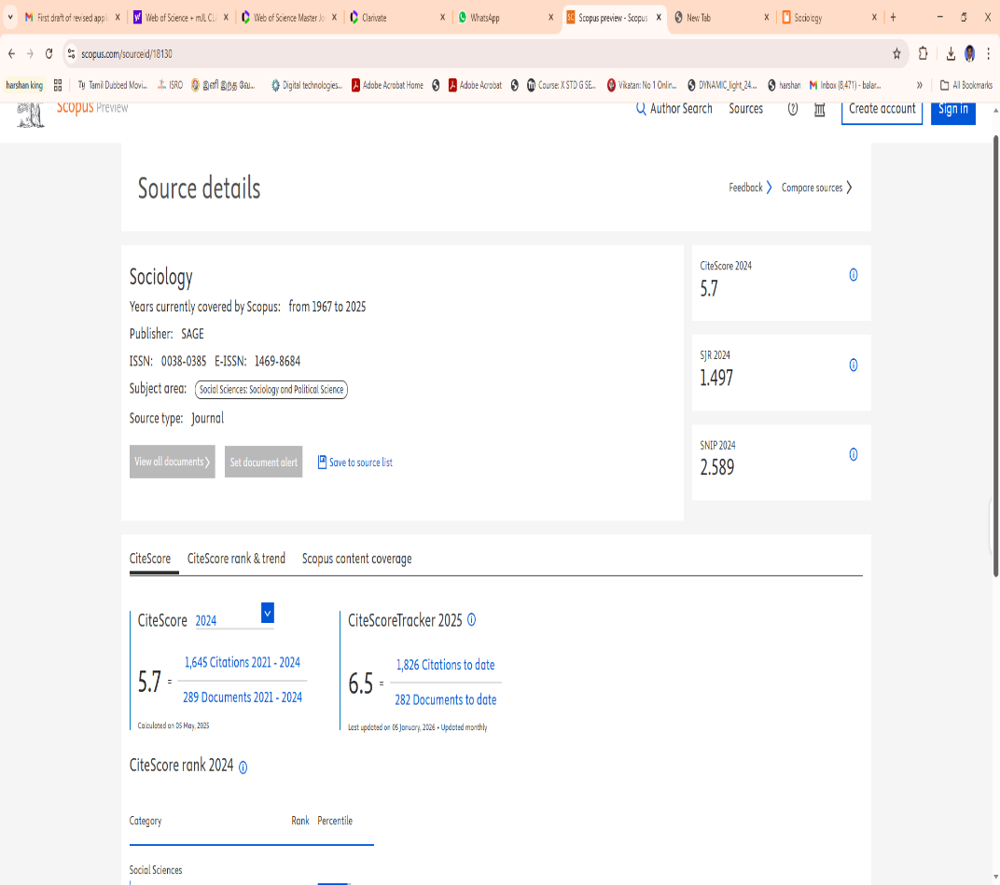 First draft of revised appl
Web of Science + mJL CLA
Web of Science Master Jo
Clarivate
WhatsApp
Scopus preview - Scopus
New Tab
Sociology
scopus.com/sourceid/18130
harshan king
Tamil Dubbed Movi...
ISRO
இனி இந்த வே...
Digital technologies...
Adobe Acrobat Home
Adobe Acrobat
Course: X STD G SE...
Vikatan: No 1 Onlin...
DYNAMIC_light_24....
harshan
Inbox (8,471) - balar...
All Bookmarks
Scopus Preview
Author Search
Sources
Create account
Sign in
Source details
Feedback
Compare sources
Sociology
Years currently covered by Scopus: from 1967 to 2025
Publisher: SAGE
ISSN: 0038-0385 E-ISSN: 1469-8684
Subject area: Social Sciences: Sociology and Political Science
Source type: Journal
View all documents
Set document alert
Save to source list
CiteScore 2024
5.7
SJR 2024
1.497
SNIP 2024
2.589
CiteScore
CiteScore rank & trend
Scopus content coverage
CiteScore 2024
5.7 =
1,645 Citations 2021 - 2024
289 Documents 2021 - 2024
Calculated on 05 May, 2025
CiteScoreTracker 2025
6.5 =
1,826 Citations to date
282 Documents to date
Last updated on 05 January, 2026 • Updated monthly
CiteScore rank 2024
Category
Rank
Percentile
Social Sciences